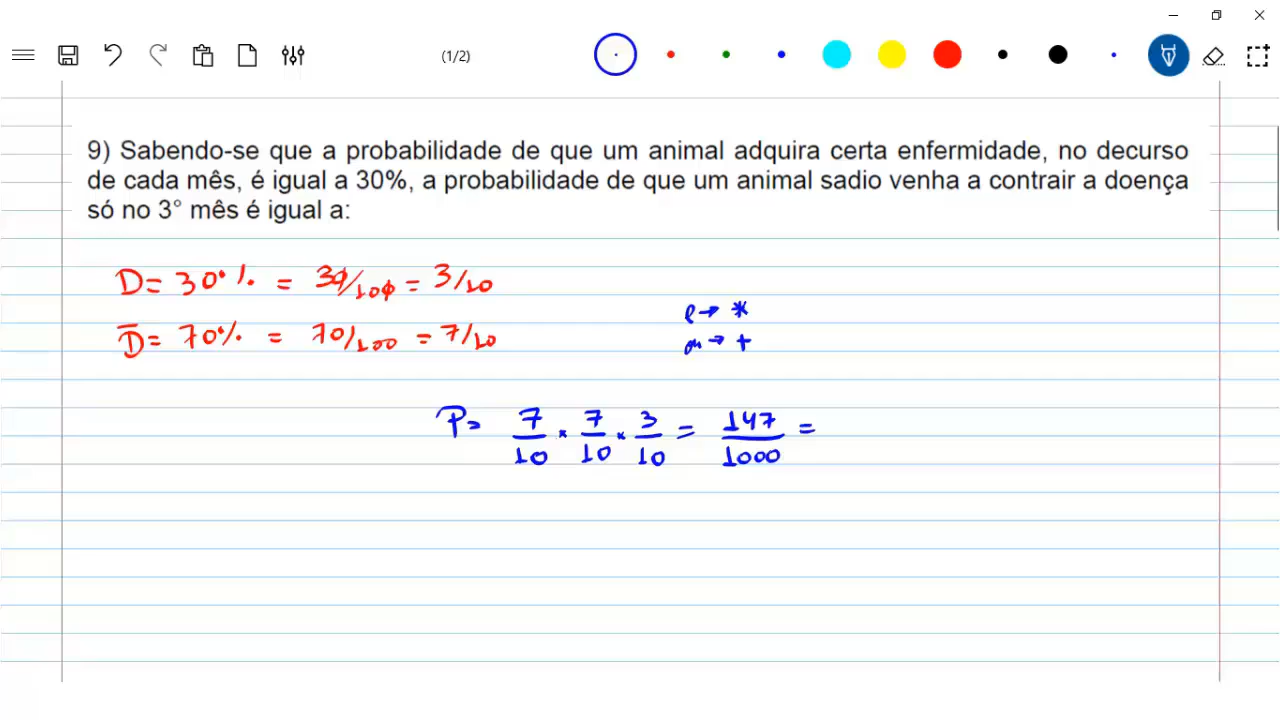 (1/2)
9) Sabendo-se que a probabilidade de que um animal adquira certa enfermidade, no decurso
de cada mês, é igual a 30%, a probabilidade de que um animal sadio venha a contrair a doença
só no 3° mês é igual a:
D = 30% = 30/100 = 3/10
D̅ = 70% = 70/100 = 7/10
e → *
ou → +
P = 7/10 * 7/10 * 3/10 = 147/1000 =